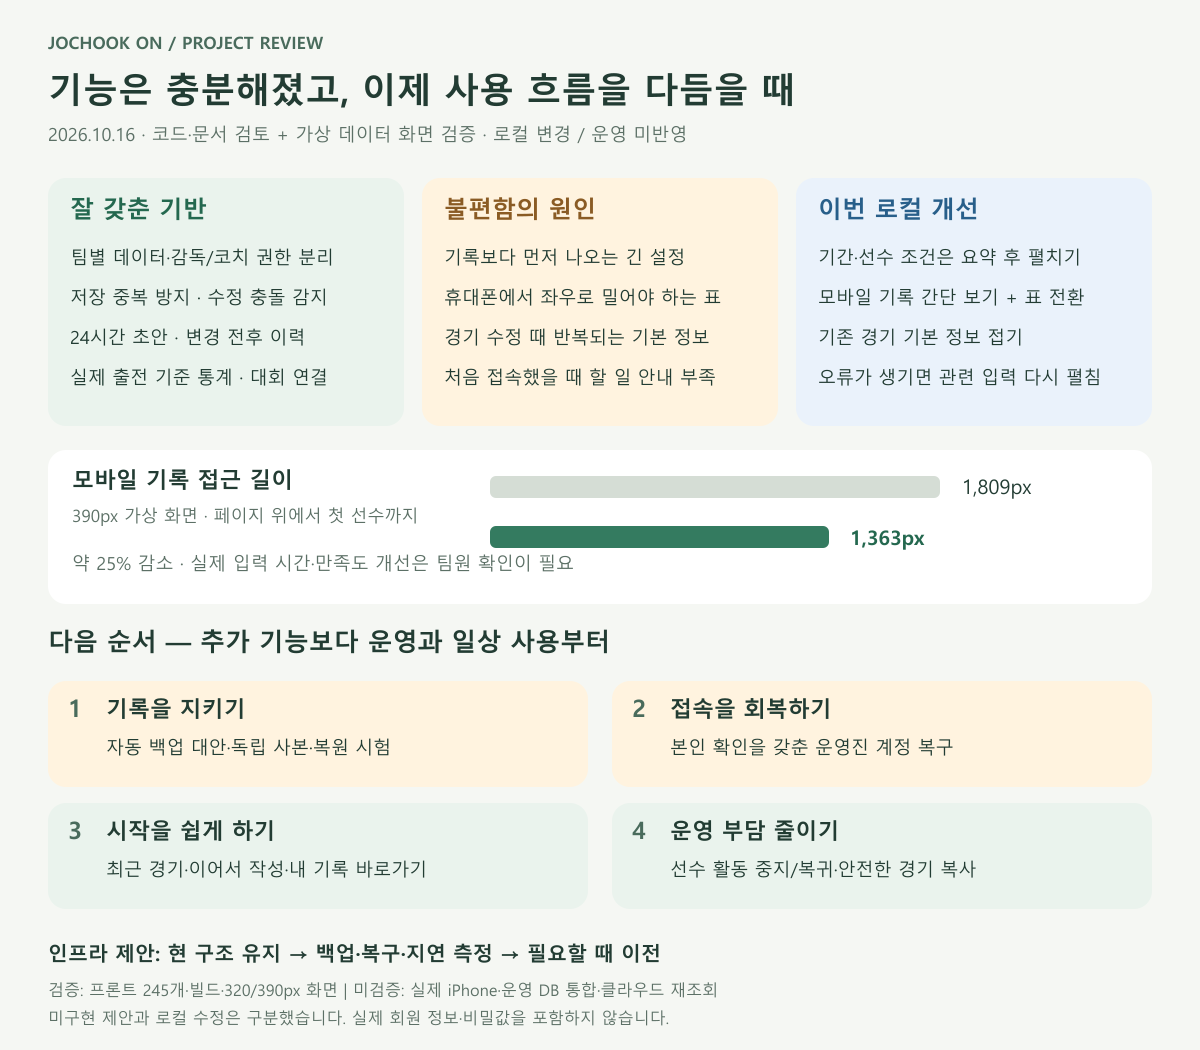 JOCHOOK ON / PROJECT REVIEW
기능은 충분해졌고, 이제 사용 흐름을 다듬을 때
2026.10.16 · 코드·문서 검토 + 가상 데이터 화면 검증 · 로컬 변경 / 운영 미반영
잘 갖춘 기반
팀별 데이터·감독/코치 권한 분리
저장 중복 방지 · 수정 충돌 감지
24시간 초안 · 변경 전후 이력
실제 출전 기준 통계 · 대회 연결
불편함의 원인
기록보다 먼저 나오는 긴 설정
휴대폰에서 좌우로 밀어야 하는 표
경기 수정 때 반복되는 기본 정보
처음 접속했을 때 할 일 안내 부족
이번 로컬 개선
기간·선수 조건은 요약 후 펼치기
모바일 기록 간단 보기 + 표 전환
기존 경기 기본 정보 접기
오류가 생기면 관련 입력 다시 펼침
모바일 기록 접근 길이
390px 가상 화면 · 페이지 위에서 첫 선수까지
약 25% 감소 · 실제 입력 시간·만족도 개선은 팀원 확인이 필요
1,809px
1,363px
다음 순서 — 추가 기능보다 운영과 일상 사용부터
1 기록을 지키기
자동 백업 대안·독립 사본·복원 시험
2 접속을 회복하기
본인 확인을 갖춘 운영진 계정 복구
3 시작을 쉽게 하기
최근 경기·이어서 작성·내 기록 바로가기
4 운영 부담 줄이기
선수 활동 중지/복귀·안전한 경기 복사
인프라 제안: 현 구조 유지 → 백업·복구·지연 측정 → 필요할 때 이전
검증: 프론트 245개·빌드·320/390px 화면 | 미검증: 실제 iPhone·운영 DB 통합·클라우드 재조회
미구현 제안과 로컬 수정은 구분했습니다. 실제 회원 정보·비밀값을 포함하지 않습니다.